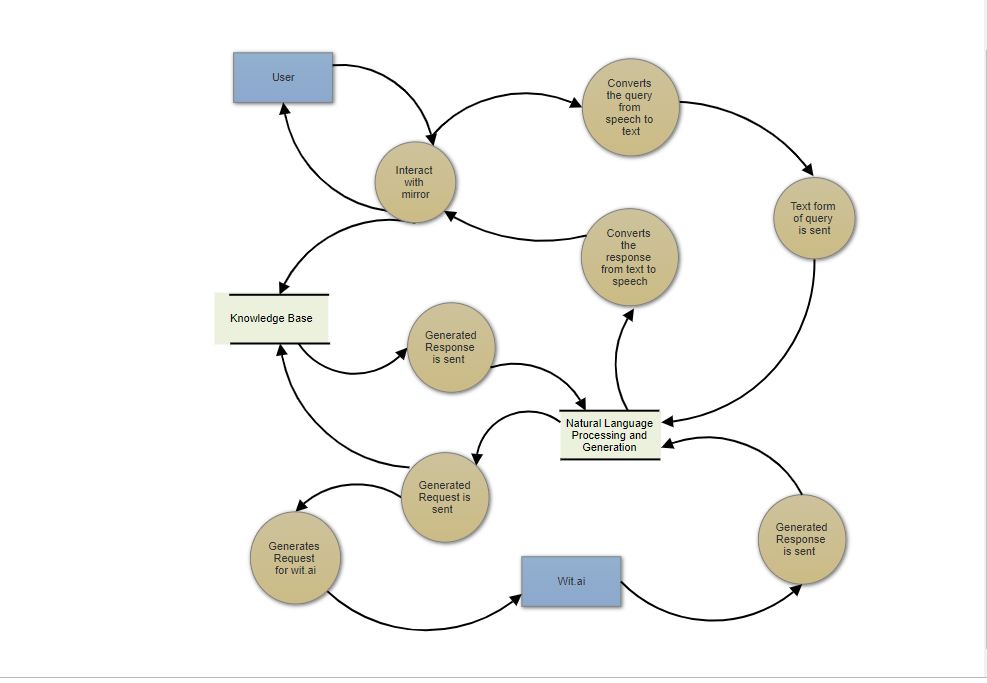 User
Converts
the query
from
speech to
text
Interact
with
mirror
Text form
of query
is sent
Converts
the
response
from text to
speech
Knowledge Base
Generated
Response
is sent
Natural Language
Processing and
Generation
Generated
Request is
sent
Generates
Request
for wit.ai
Wit.ai
Generated
Response
is sent